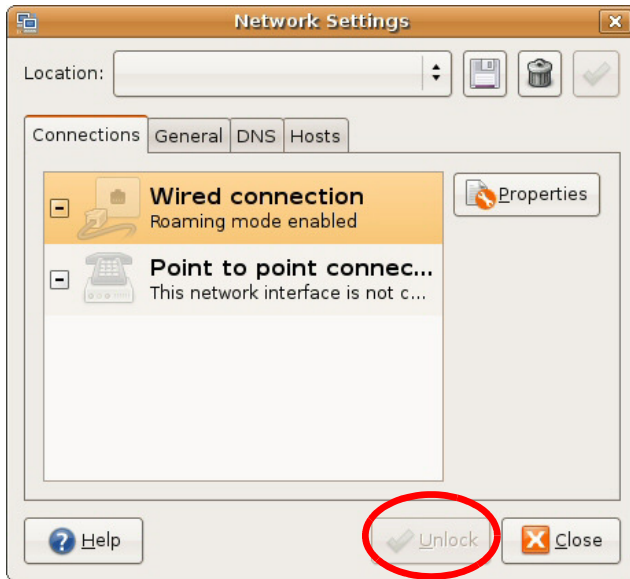 Network Settings
Location:
Connections General DNS Hosts
Wired connection
Roaming mode enabled
Properties
Point to point connec...
This network interface is not c...
Help
Unlock
Close